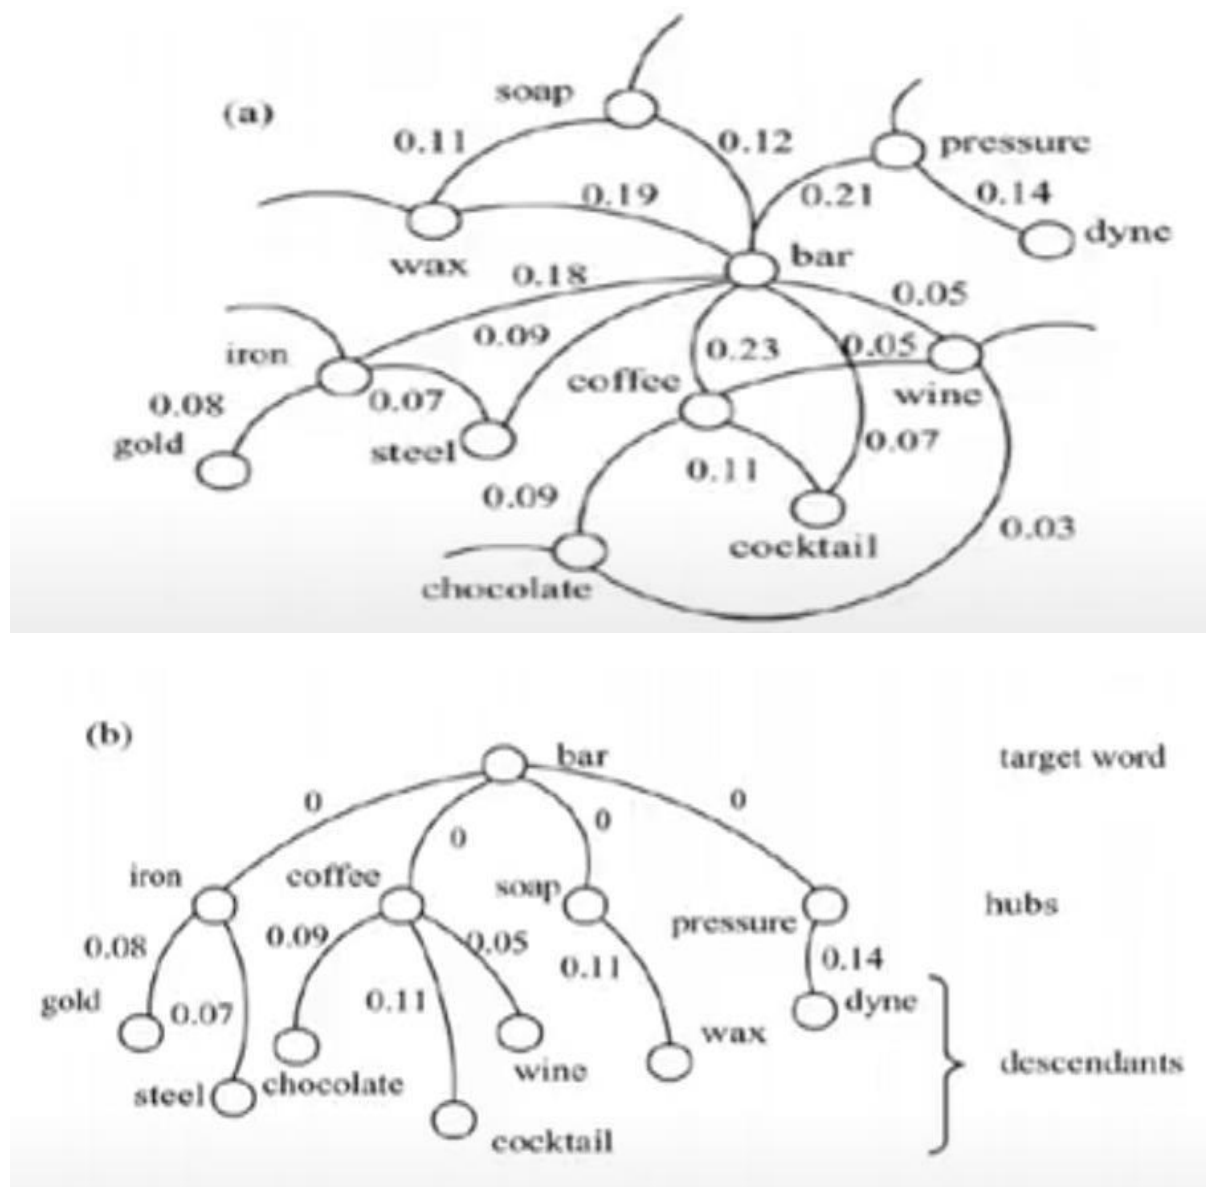 (a)
soap
0.11
0.12
pressure
0.19
0.21
0.14
dyne
wax
bar
0.18
0.05
0.09
iron
0.23
0.05
coffee
wine
0.08
0.07
gold
steel
0.07
0.11
0.09
cocktail
0.03
chocolate
(b)
bar
target word
0
0
0
0
iron
coffee
soap
pressure
hubs
0.08
0.09
0.05
0.11
0.14
gold
0.07
0.11
dyne
wax
steel
chocolate
wine
descendants
cocktail